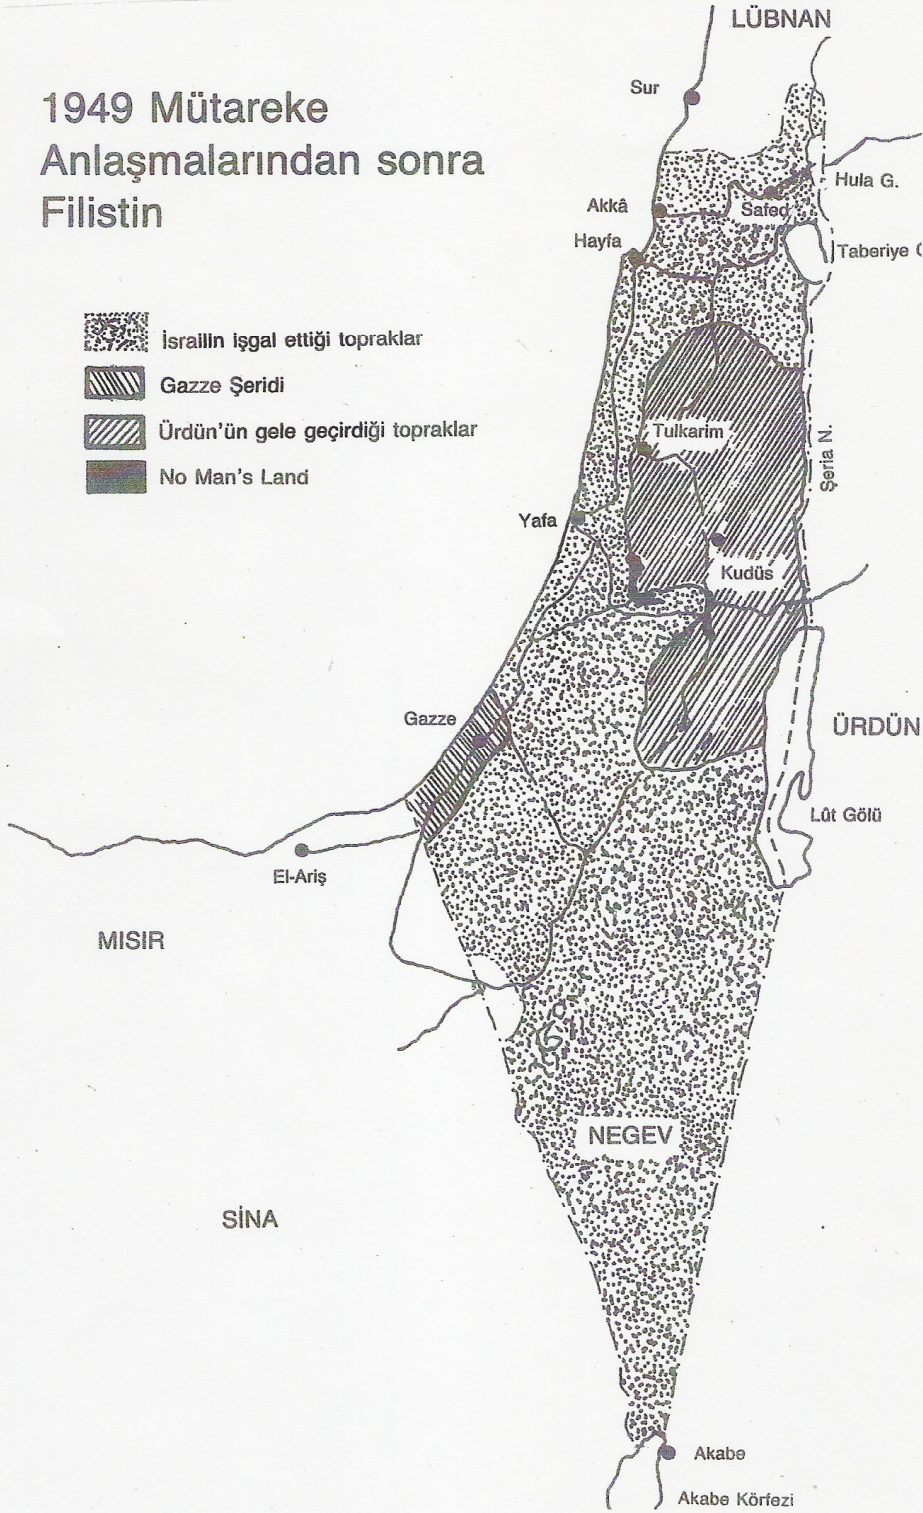 LÜBNAN
Sur
1949 Mütareke
Anlaşmalarından sonra
Filistin
Hula G.
Akkâ
Safed
Hayfa
Taberiye G
İsrailin işgal ettiği topraklar
Gazze Şeridi
Ürdün'ün gele geçirdiği topraklar
No Man's Land
Tulkarim
Şeria N.
Yafa
Kudüs
Gazze
ÜRDÜN
Lût Gölü
El-Ariş
MISIR
NEGEV
SİNA
Akabe
Akabe Körfezi